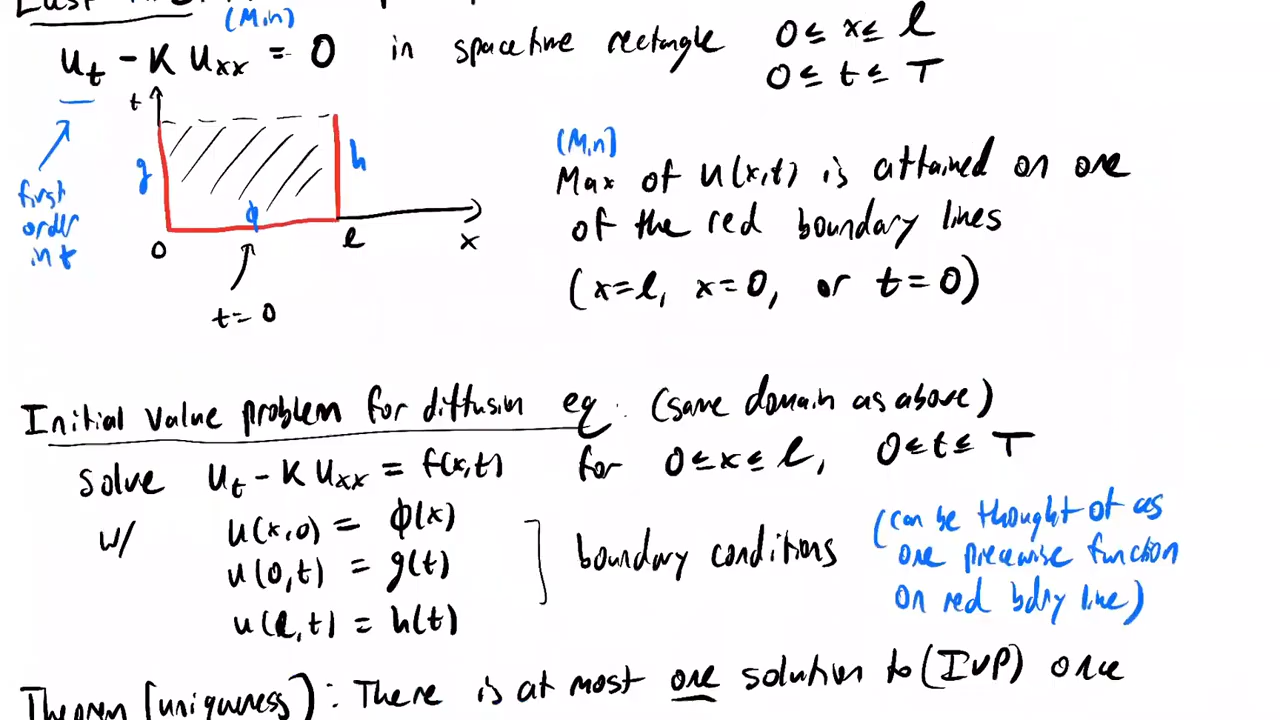 Last
(Min)
u_t - K u_xx = 0 in spacetime rectangle 0 ≤ x ≤ l
0 ≤ t ≤ T
t
g
h
ϕ
first
order
in t
0
l
x
t = 0
(Min)
Max of u(x,t) is attained on one
of the red boundary lines
(x=l, x=0, or t=0)
Initial value problem for diffusion eq. (same domain as above)
Solve u_t - K u_xx = f(x,t) for 0 ≤ x ≤ l, 0 ≤ t ≤ T
w/ u(x,0) = ϕ(x)
u(0,t) = g(t)
u(l,t) = h(t)
boundary conditions
(can be thought of as
one piecewise function
on red bdry line)
Theorem (uniqueness): There is at most one solution to (IVP) once